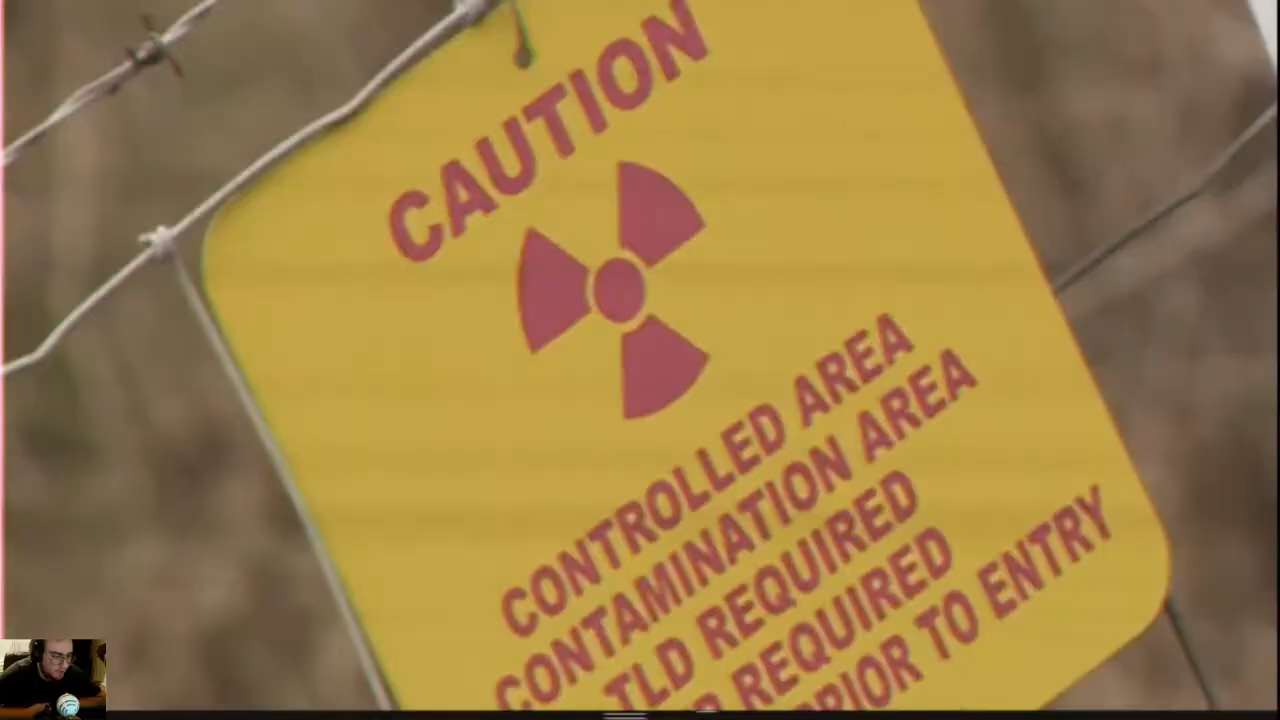 CAUTION
CONTROLLED AREA
CONTAMINATION AREA
TLD REQUIRED
REQUIRED
PRIOR TO ENTRY